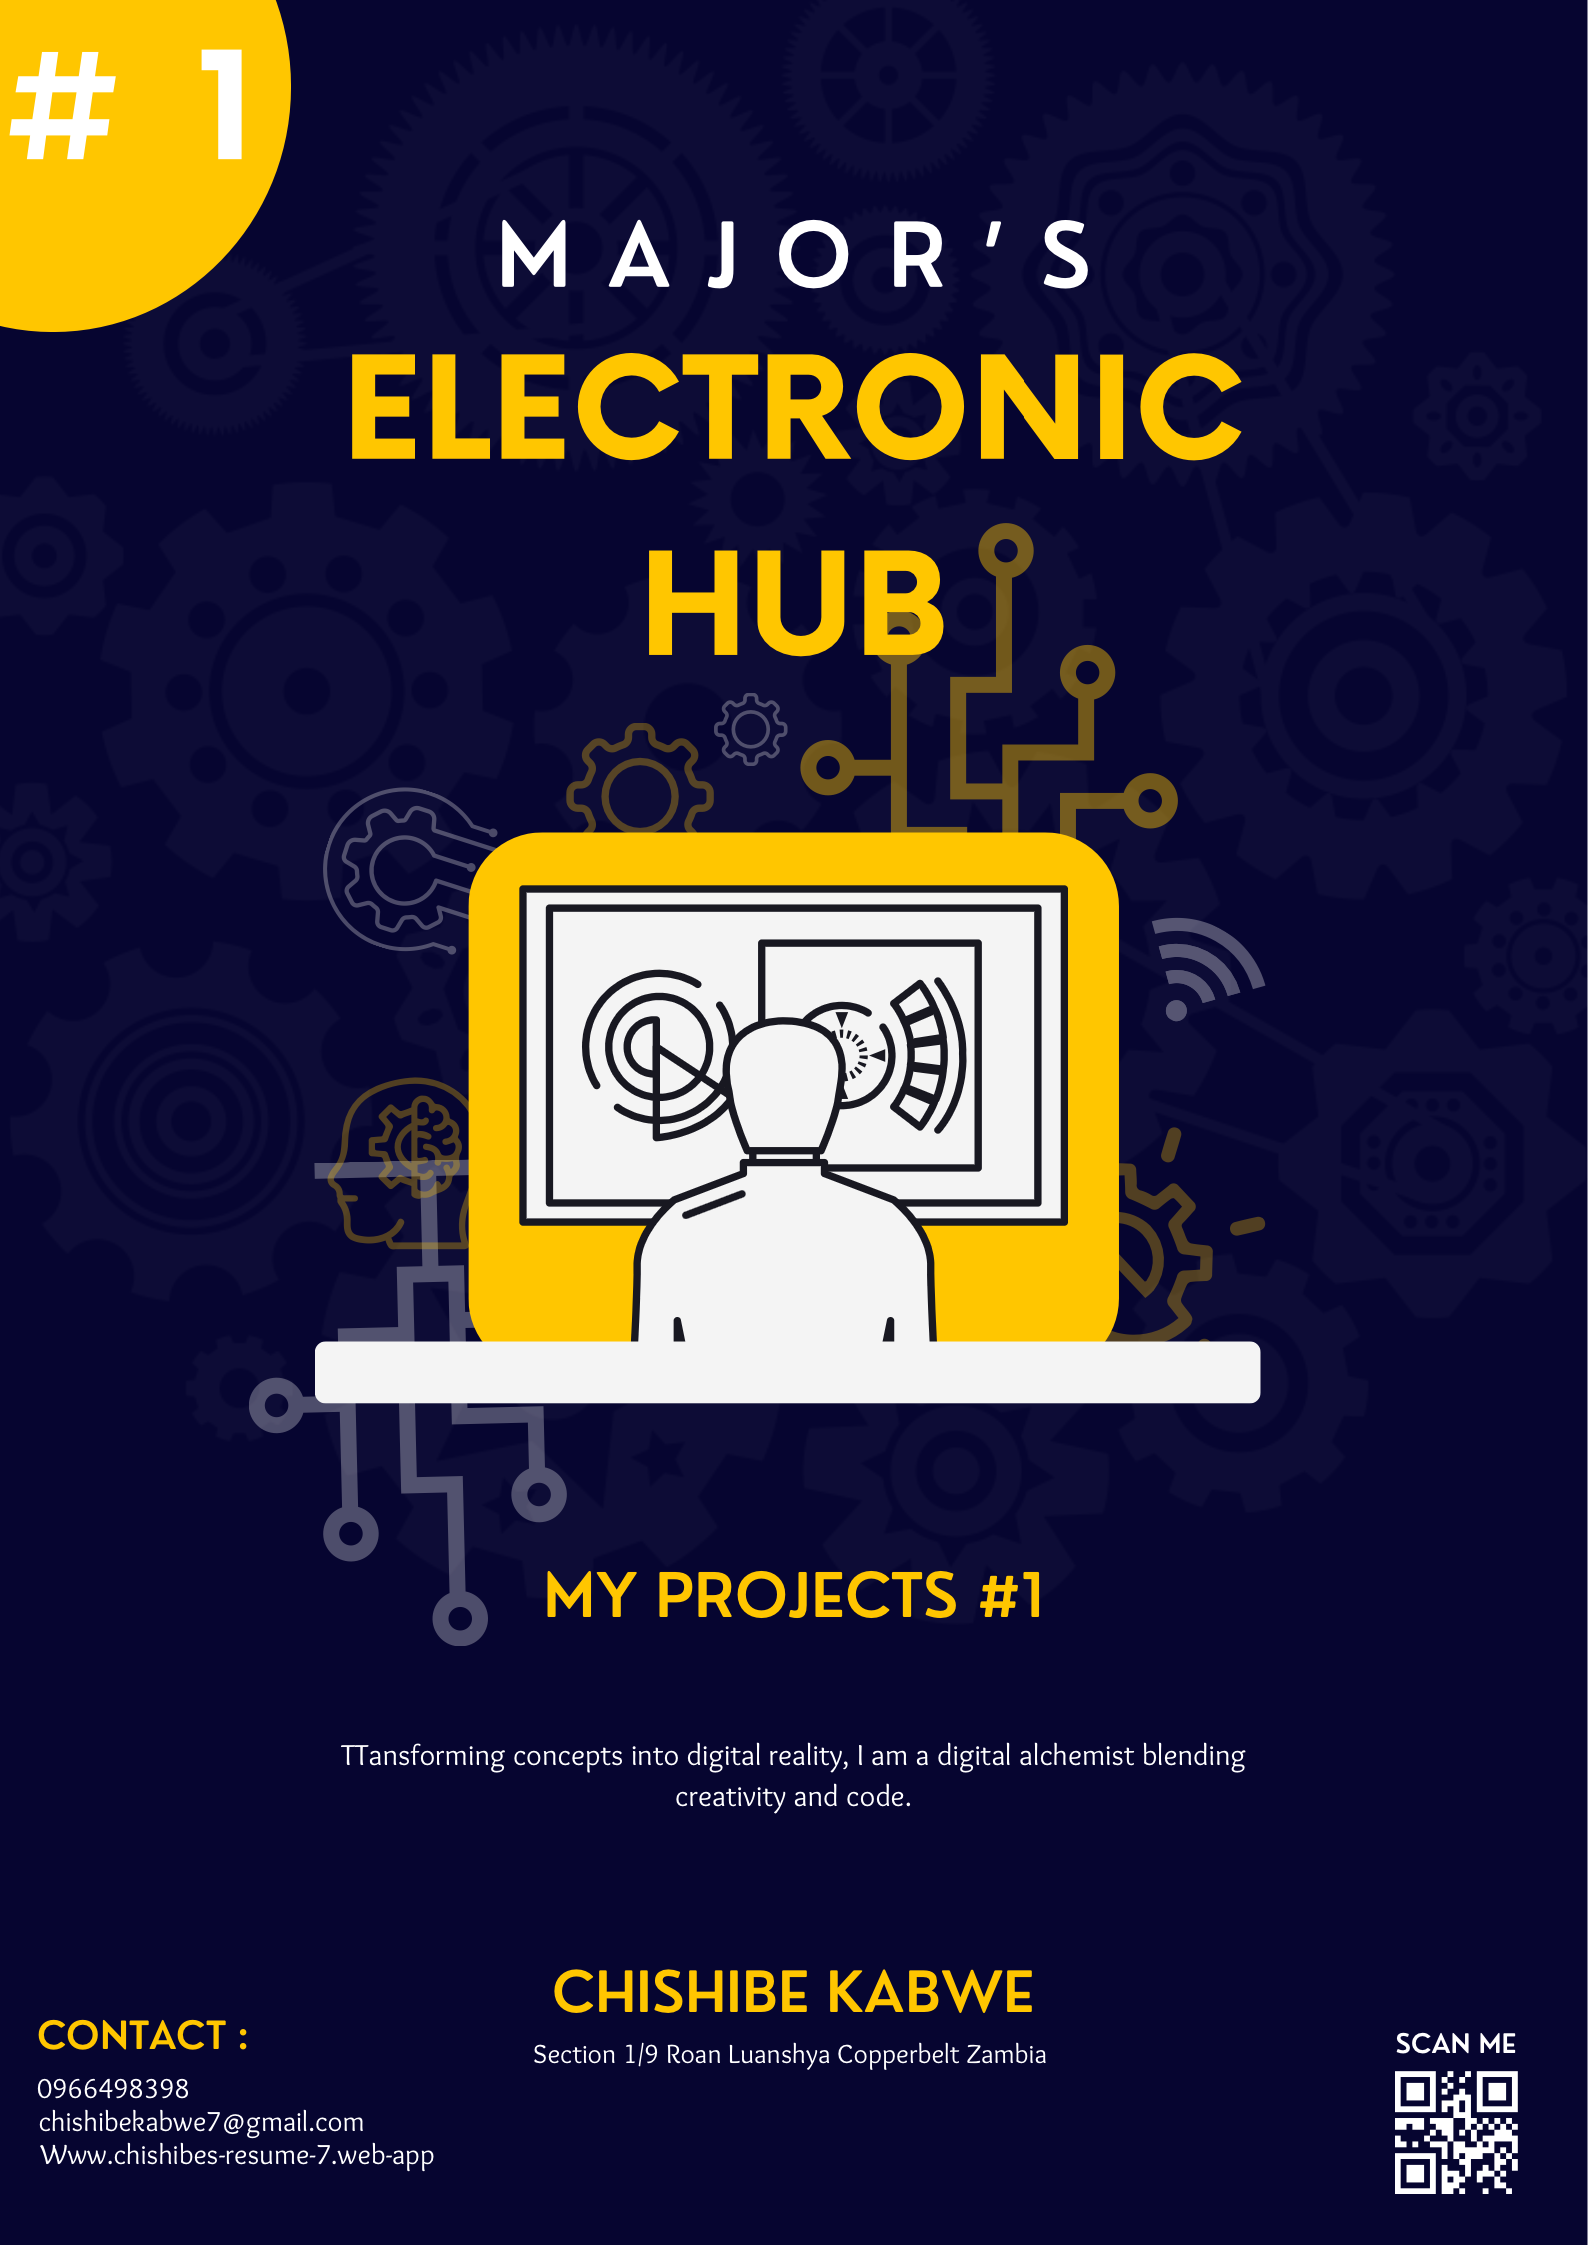 # 1
MAJOR'S
ELECTRONIC
HUB
MY PROJECTS #1
TTansforming concepts into digital reality, I am a digital alchemist blending
creativity and code.
CHISHIBE KABWE
Section 1/9 Roan Luanshya Copperbelt Zambia
CONTACT :
0966498398
chishibekabwe7@gmail.com
Www.chishibes-resume-7.web-app
SCAN ME